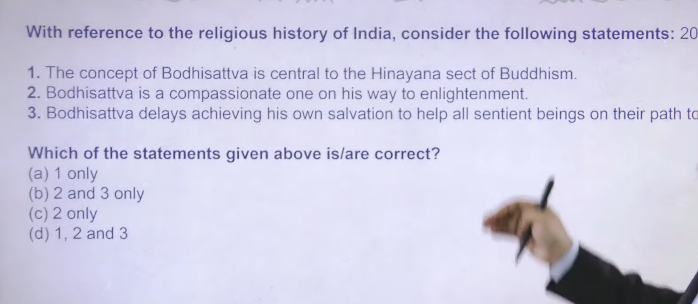 With reference to the religious history of India, consider the following statements: 20
1. The concept of Bodhisattva is central to the Hinayana sect of Buddhism.
2. Bodhisattva is a compassionate one on his way to enlightenment.
3. Bodhisattva delays achieving his own salvation to help all sentient beings on their path to
Which of the statements given above is/are correct?
(a) 1 only
(b) 2 and 3 only
(c) 2 only
(d) 1, 2 and 3